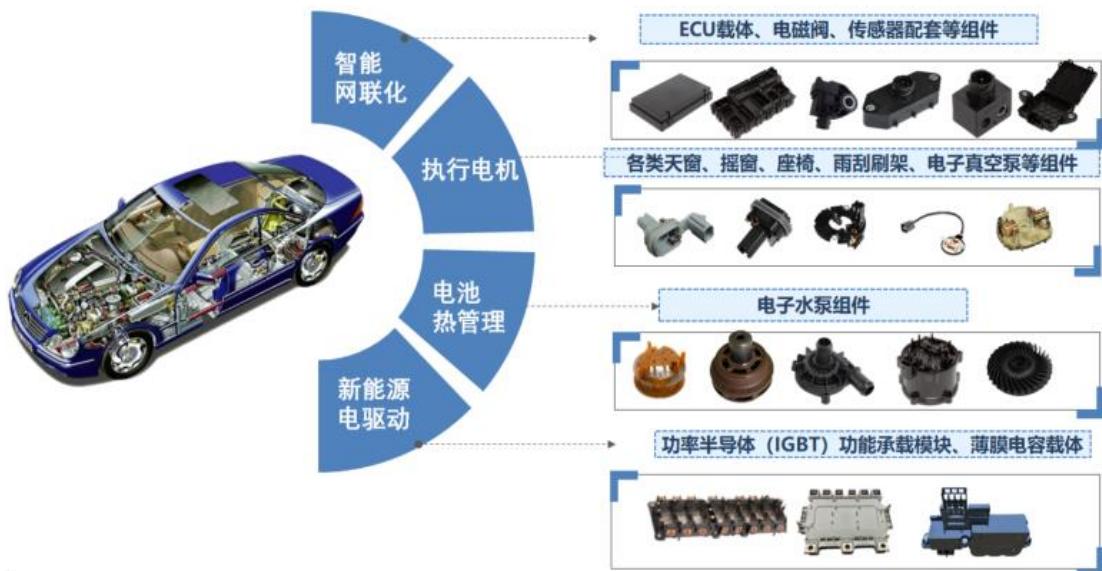 智能
网联化
ECU载体、电磁阀、传感器配套等组件
执行电机
各类天窗、摇窗、座椅、雨刮刷架、电子真空泵等组件
电池
热管理
电子水泵组件
新能源
电驱动
功率半导体（IGBT）功能承载模块、薄膜电容载体